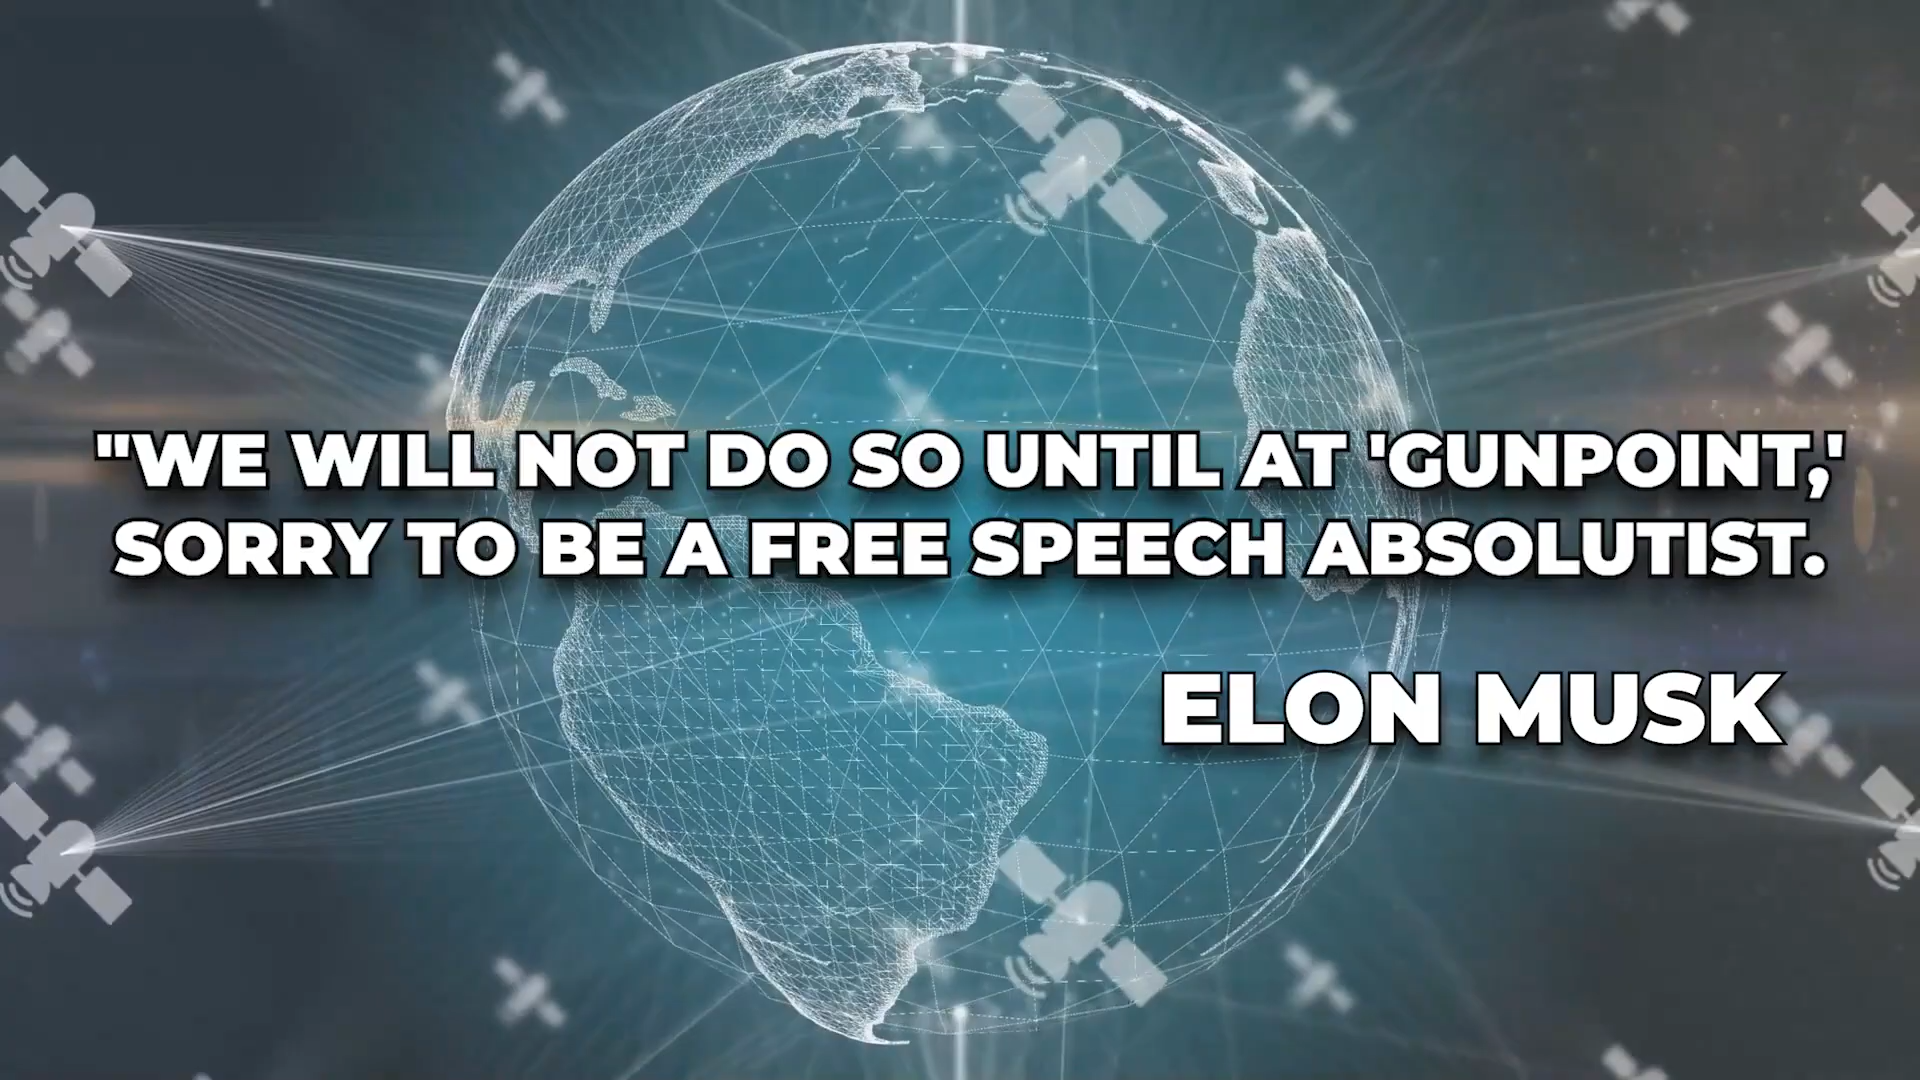 "WE WILL NOT DO SO UNTIL AT 'GUNPOINT,'
SORRY TO BE A FREE SPEECH ABSOLUTIST.
ELON MUSK